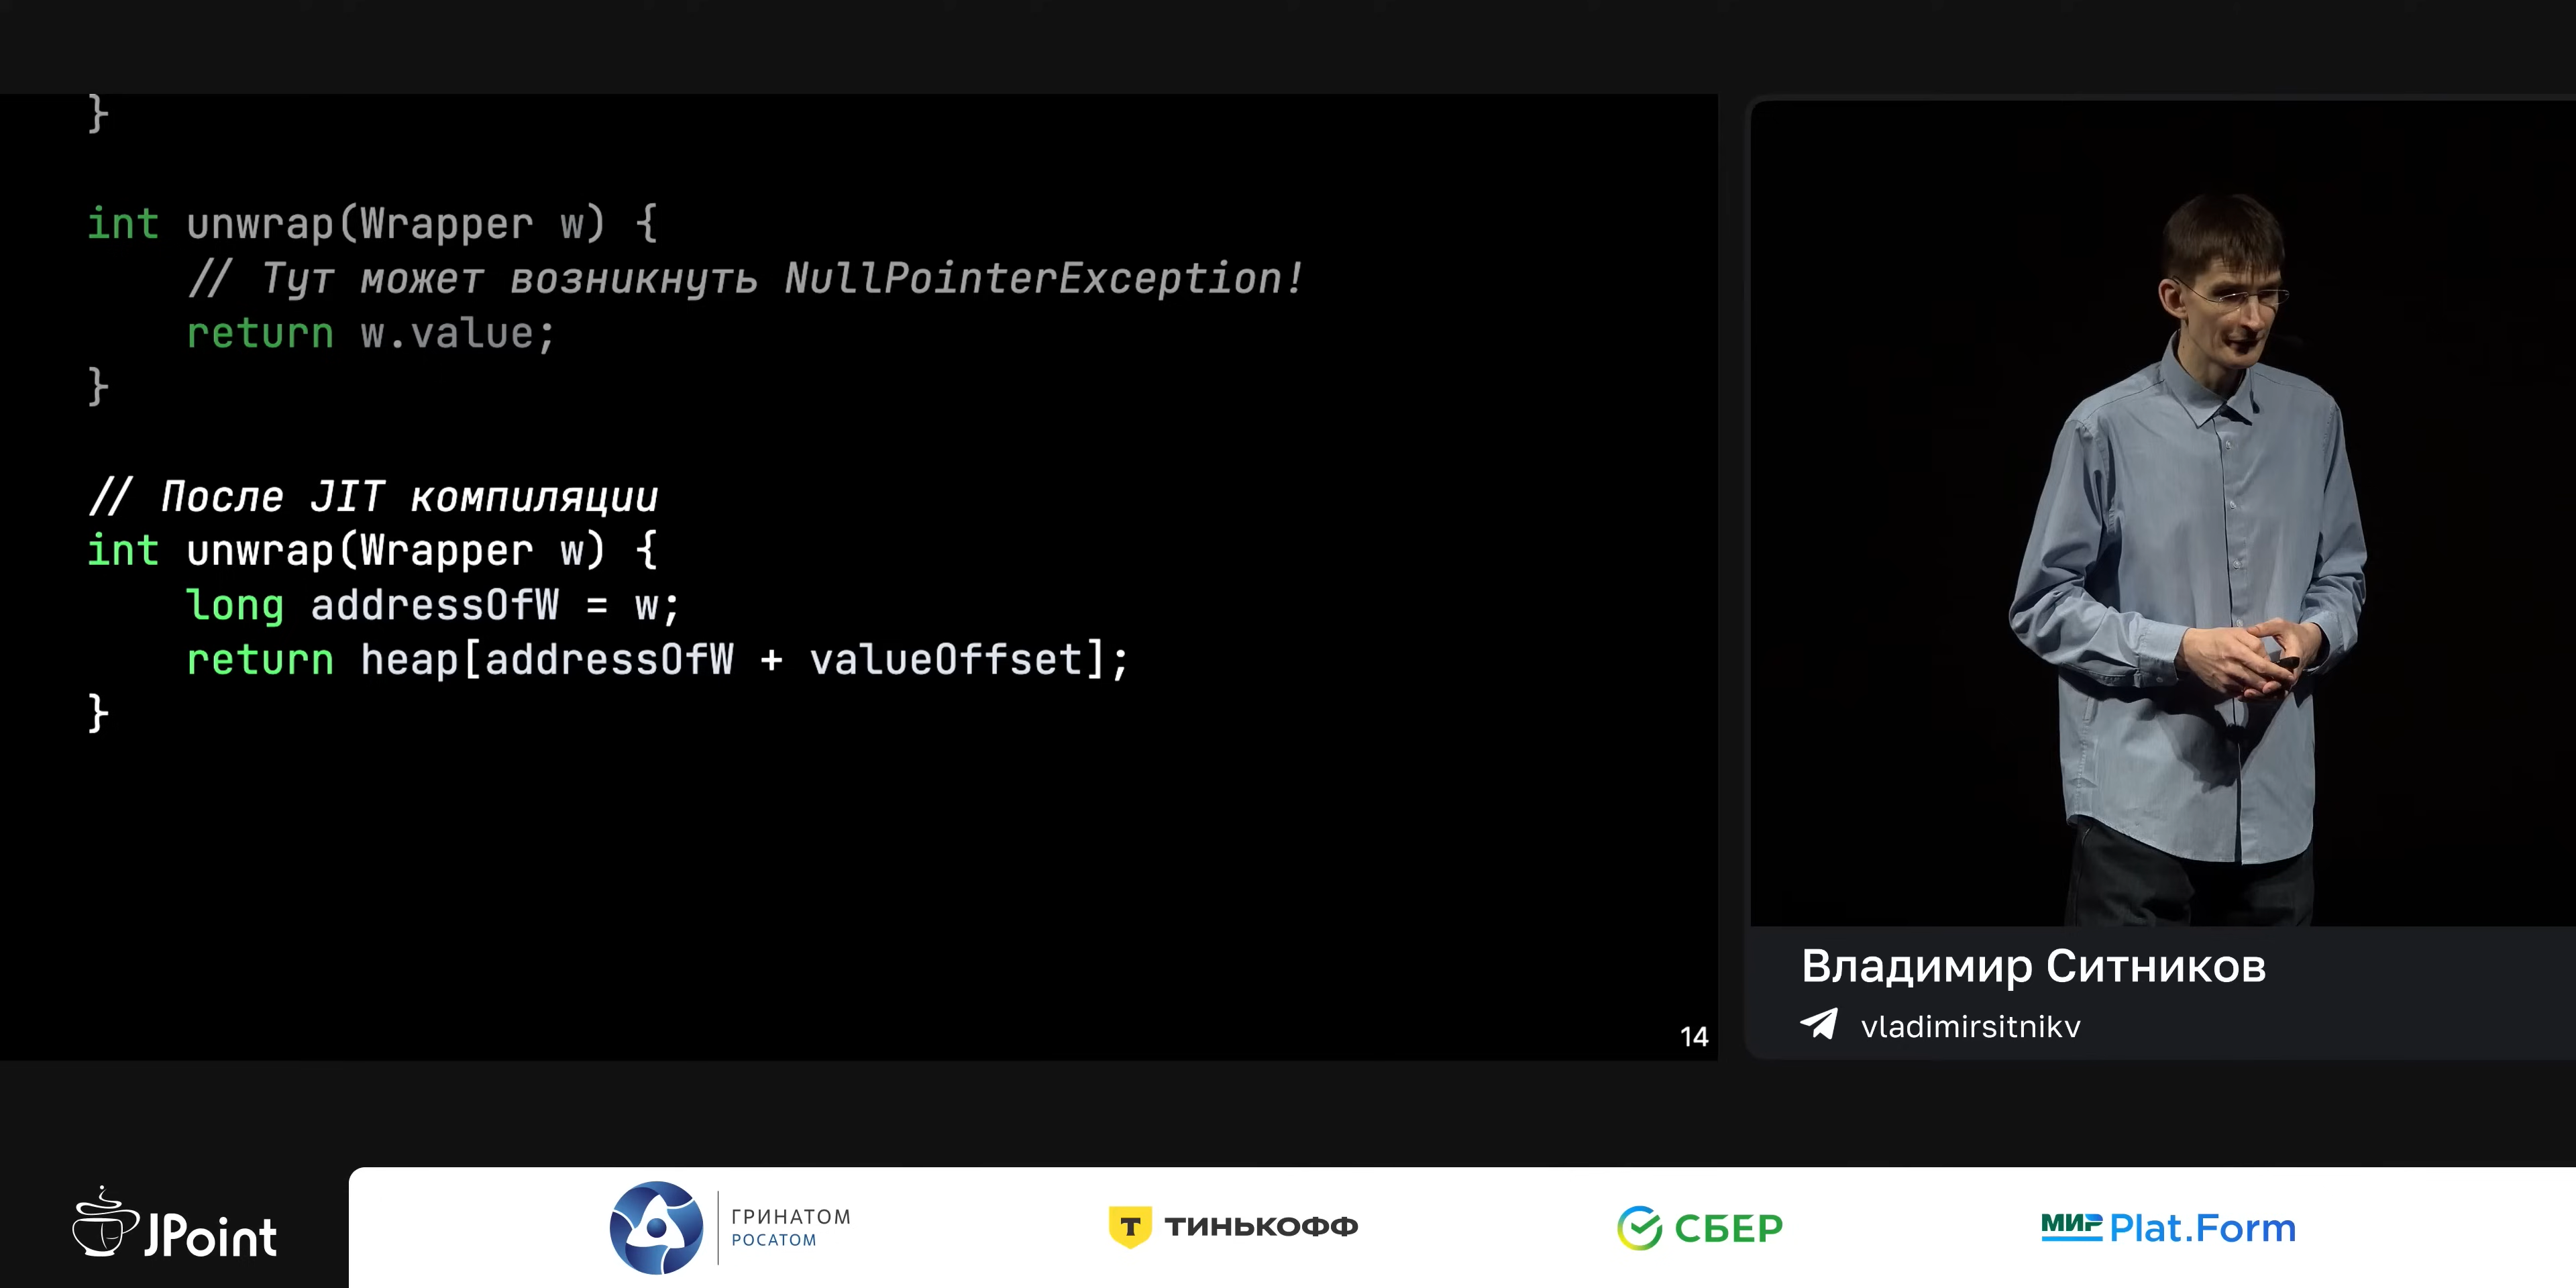 }
int unwrap(Wrapper w) {
// Тут может возникнуть NullPointerException!
return w.value;
}
// После JIT компиляции
int unwrap(Wrapper w) {
long addressOfW = w;
return heap[addressOfW + valueOffset];
}
14
Владимир Ситников
vladimirsitnikv
JPoint
ГРИНАТОМ
РОСАТОМ
Т ТИНЬКОФФ
СБЕР
МИР Plat.Form